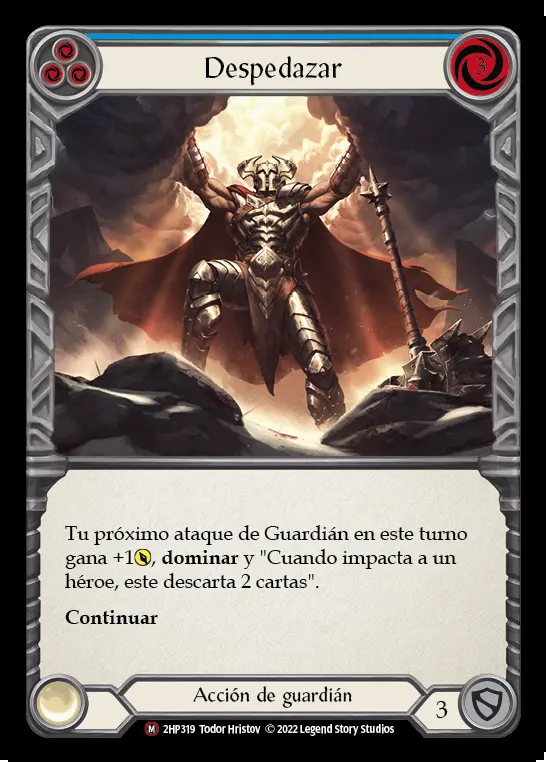 3
Despedazar
Tu próximo ataque de Guardián en este turno
gana +1, dominar y "Cuando impacta a un
héroe, este descarta 2 cartas".
Continuar
Acción de guardián
3
M 2HP319 Todor Hristov © 2022 Legend Story Studios